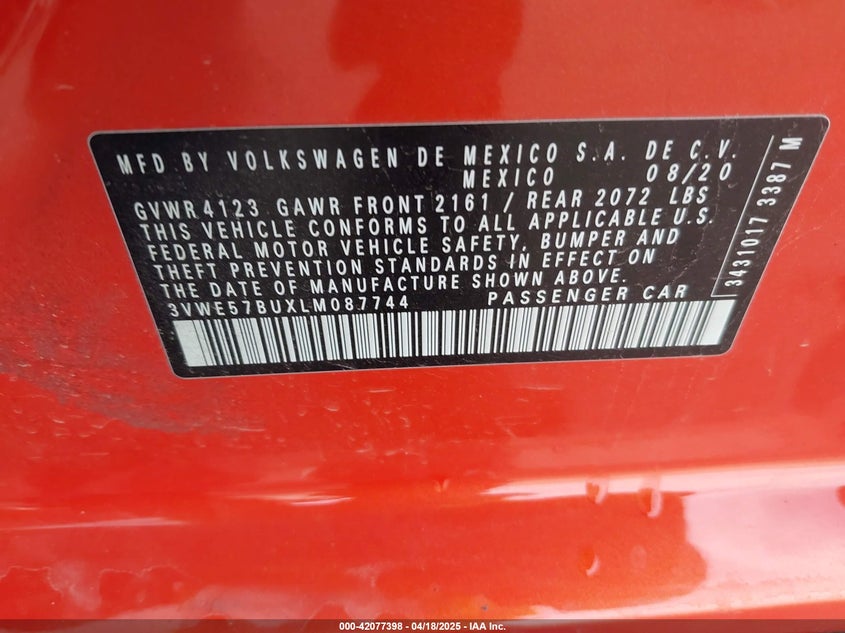 MFD BY VOLKSWAGEN DE MEXICO S.A. DE C.V.
MEXICO 08/20
GVWR 4123 GAWR FRONT 2161 / REAR 2072 LBS
THIS VEHICLE CONFORMS TO ALL APPLICABLE U.S.
FEDERAL MOTOR VEHICLE SAFETY, BUMPER AND
THEFT PREVENTION STANDARDS IN EFFECT ON
THE DATE OF MANUFACTURE SHOWN ABOVE.
3VWE57BUXLM087744 PASSENGER CAR
3431017 3387 M
000-42077398 - 04/18/2025 - IAA Inc.